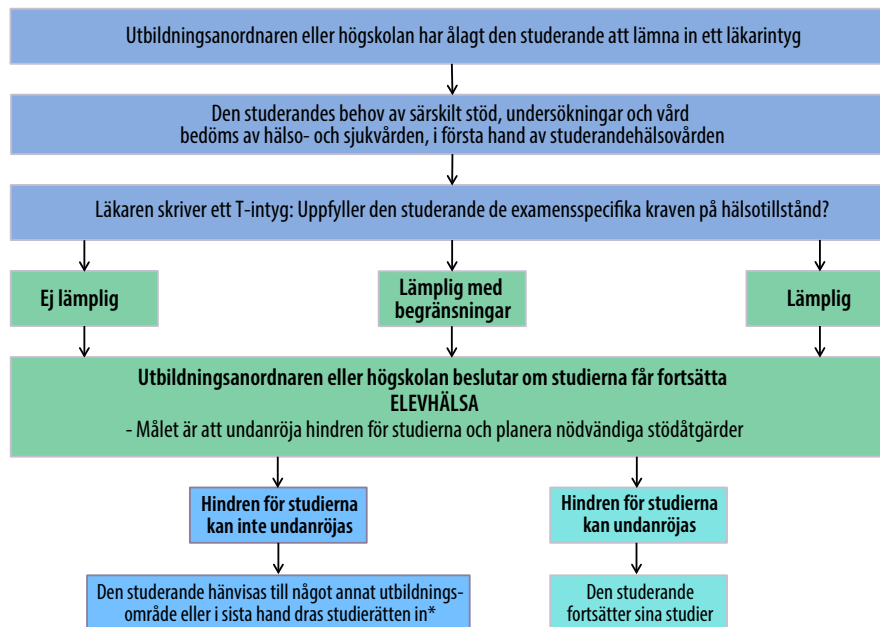 Utbildningsanordnaren eller högskolan har ålagt den studerande att lämna in ett läkarintyg
Den studerandes behov av särskilt stöd, undersökningar och vård
bedöms av hälso- och sjukvården, i första hand av studerandehälsovården
Läkaren skriver ett T-intyg: Uppfyller den studerande de examensspecifika kraven på hälsotillstånd?
Ej lämplig
Lämplig med
begränsningar
Lämplig
Utbildningsanordnaren eller högskolan beslutar om studierna får fortsätta
ELEVHÄLSA
- Målet är att undanröja hindren för studierna och planera nödvändiga stödåtgärder
Hindren för studierna
kan inte undanröjas
Hindren för studierna
kan undanröjas
Den studerande hänvisas till något annat utbildnings-
område eller i sista hand dras studierätten in*
Den studerande
fortsätter sina studier